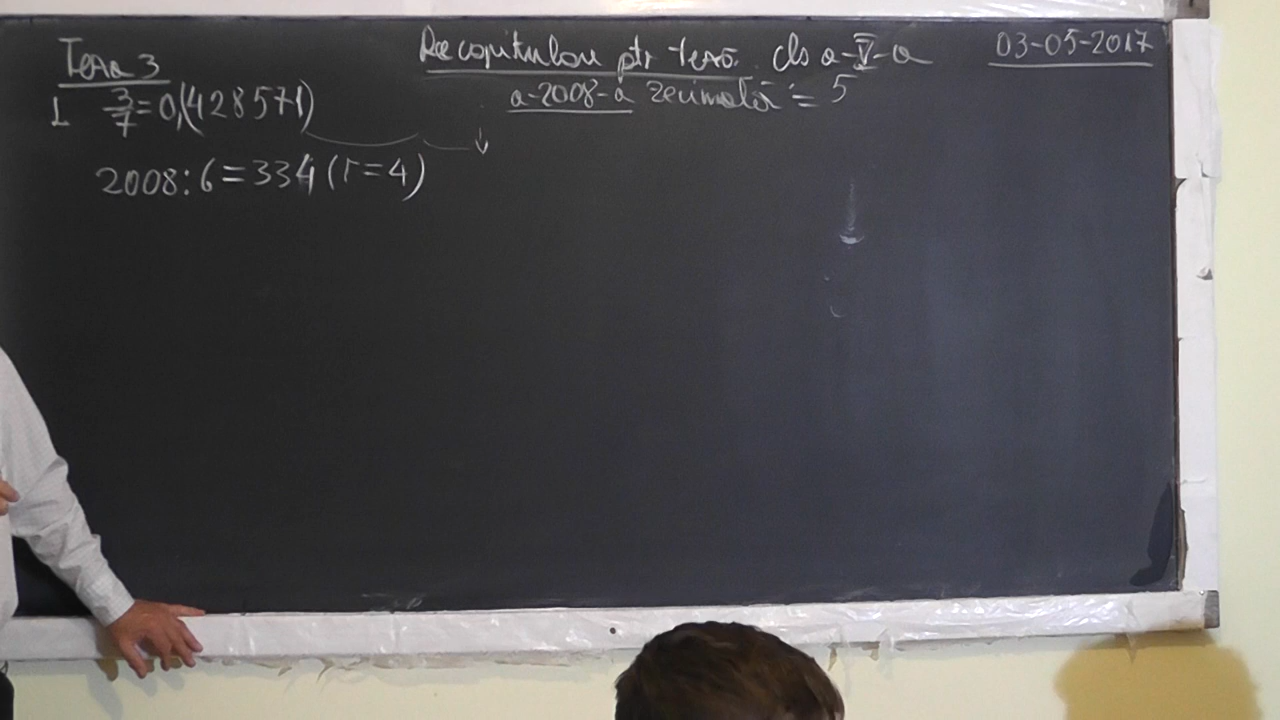 Teza 3
Recapitulare ptr teză cls a-V-a
03-05-2017
1 3/7=0,(428571)
a-2008-a zecimală = 5
2008:6=334(r=4)